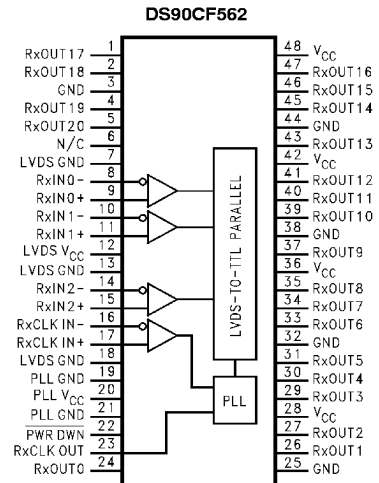 DS90CF562
RxOUT17 1
RxOUT18 2
GND 3
RxOUT19 4
RxOUT20 5
N/C 6
LVDS GND 7
RxIN0- 8
RxIN0+ 9
RxIN1- 10
RxIN1+ 11
LVDS VCC 12
LVDS GND 13
RxIN2- 14
RxIN2+ 15
RxCLK IN- 16
RxCLK IN+ 17
LVDS GND 18
PLL GND 19
PLL VCC 20
PLL GND 21
PWR DWN 22
RxCLK OUT 23
RxOUT0 24
LVDS-TO-TTL PARALLEL
PLL
48 VCC
47 RxOUT16
46 RxOUT15
45 RxOUT14
44 GND
43 RxOUT13
42 VCC
41 RxOUT12
40 RxOUT11
39 RxOUT10
38 GND
37 RxOUT9
36 VCC
35 RxOUT8
34 RxOUT7
33 RxOUT6
32 GND
31 RxOUT5
30 RxOUT4
29 RxOUT3
28 VCC
27 RxOUT2
26 RxOUT1
25 GND